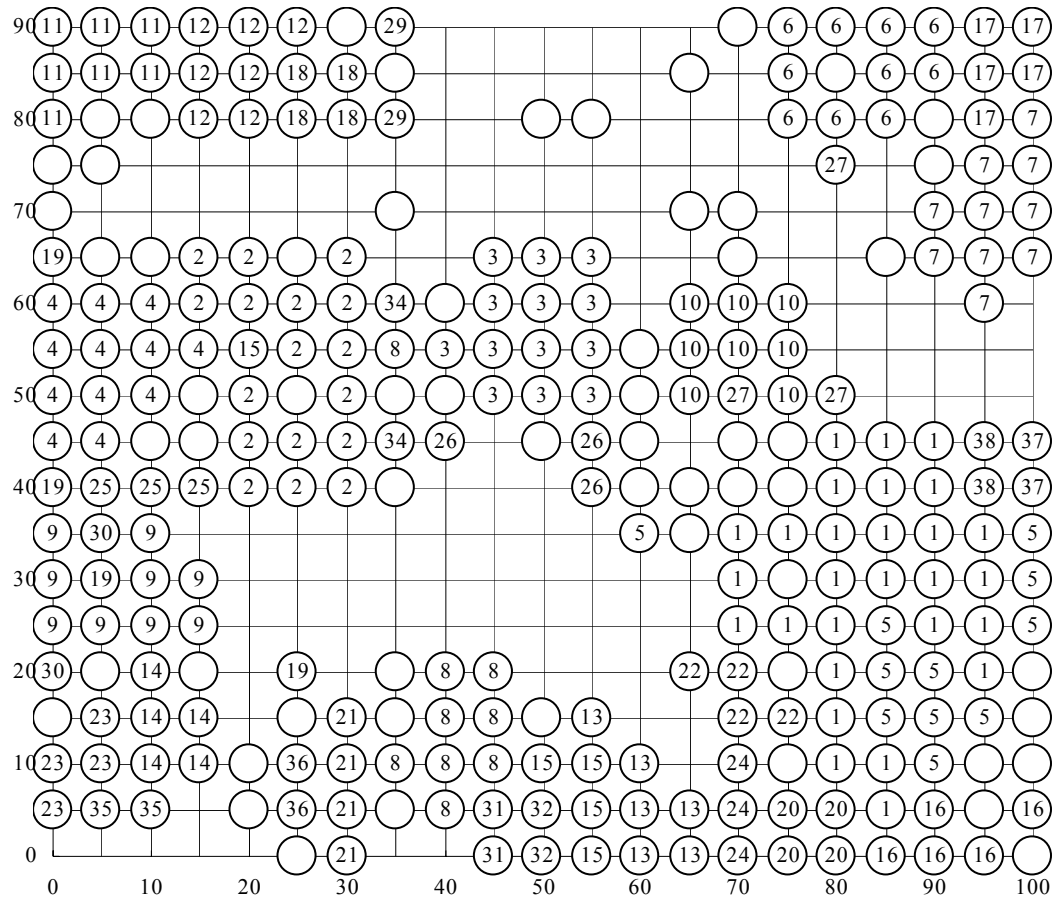 90 11 11 11 12 12 12 29 6 6 6 6 17 17
11 11 11 12 12 18 18 6 6 6 17 17
80 11 12 12 18 18 29 6 6 6 17 7
27 7 7
70 7 7 7
19 2 2 2 3 3 3 7 7 7
60 4 4 4 2 2 2 2 34 3 3 3 10 10 10 7
4 4 4 4 15 2 2 8 3 3 3 3 10 10 10
50 4 4 4 2 2 3 3 3 10 27 10 27
4 4 2 2 2 34 26 26 1 1 1 38 37
40 19 25 25 25 2 2 2 26 1 1 1 38 37
9 30 9 5 1 1 1 1 1 1 5
30 9 19 9 9 1 1 1 1 1 5
9 9 9 9 1 1 1 5 1 1 5
20 30 14 19 8 8 22 22 1 5 5 1
23 14 14 21 8 8 13 22 22 1 5 5 5
10 23 23 14 14 36 21 8 8 8 15 15 13 24 1 1 5
23 35 35 36 21 8 31 32 15 13 13 24 20 20 1 16 16
0 21 31 32 15 13 13 24 20 20 16 16 16
0 10 20 30 40 50 60 70 80 90 100